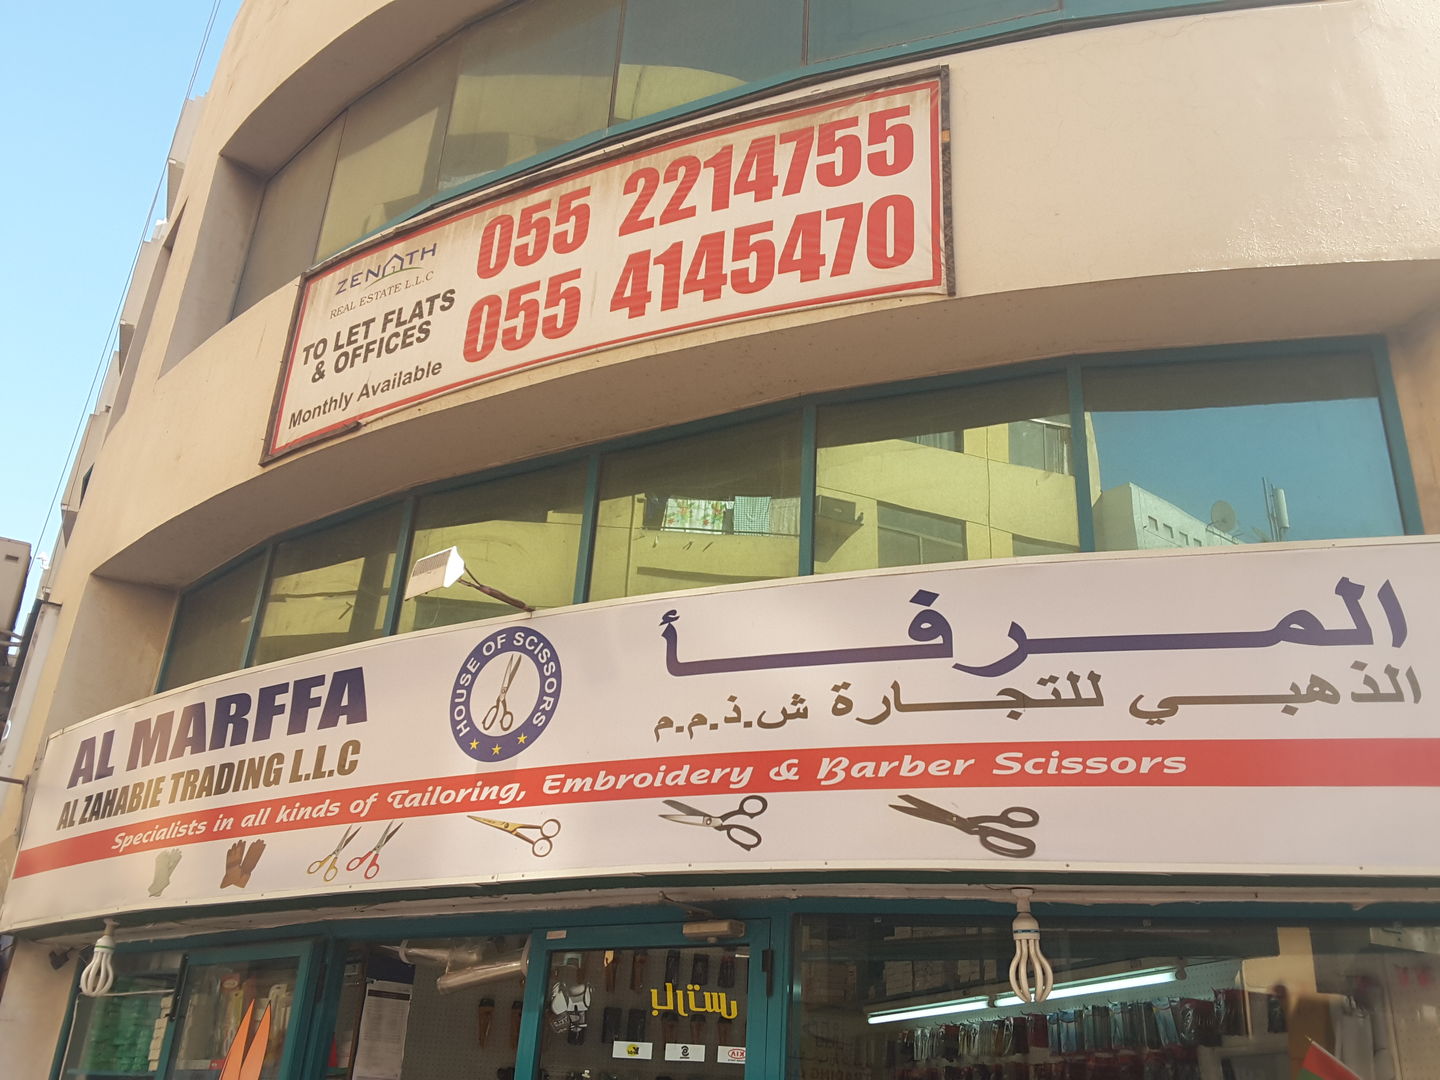 ZENATH
REAL ESTATE L.L.C
TO LET FLATS
& OFFICES
Monthly Available
055 2214755
055 4145470
AL MARFFA
AL ZAHABIE TRADING L.L.C
HOUSE OF SCISSORS
المرفأ
الذهبي للتجارة ش.ذ.م.م
Specialists in all kinds of Tailoring, Embroidery & Barber Scissors
KIA